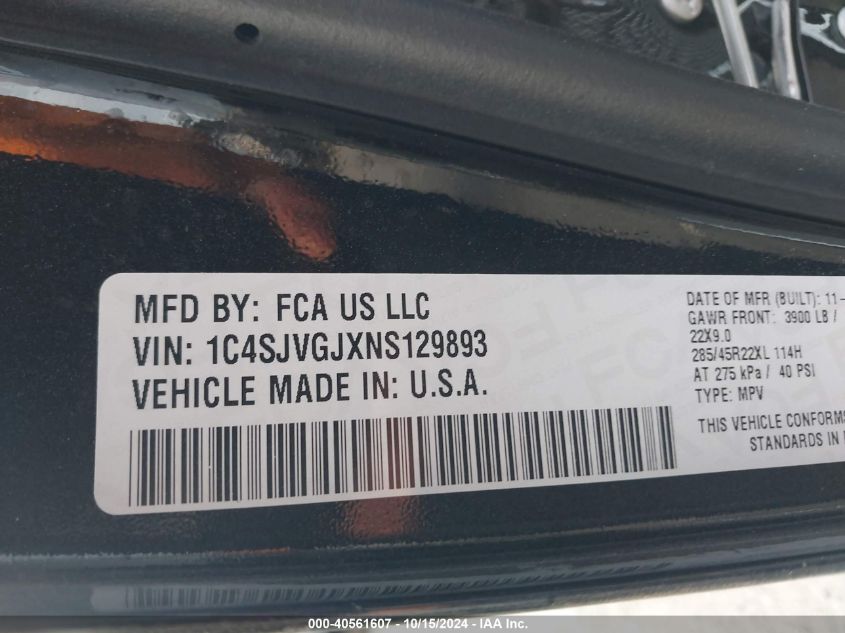 MFD BY: FCA US LLC
VIN: 1C4SJVGJXNS129893
VEHICLE MADE IN: U.S.A.
DATE OF MFR (BUILT): 11-
GAWR FRONT: 3900 LB /
22X9.0
285/45R22XL 114H
AT 275 kPa / 40 PSI
TYPE: MPV
THIS VEHICLE CONFORMS
STANDARDS IN
000-40561607 - 10/15/2024 - IAA Inc.